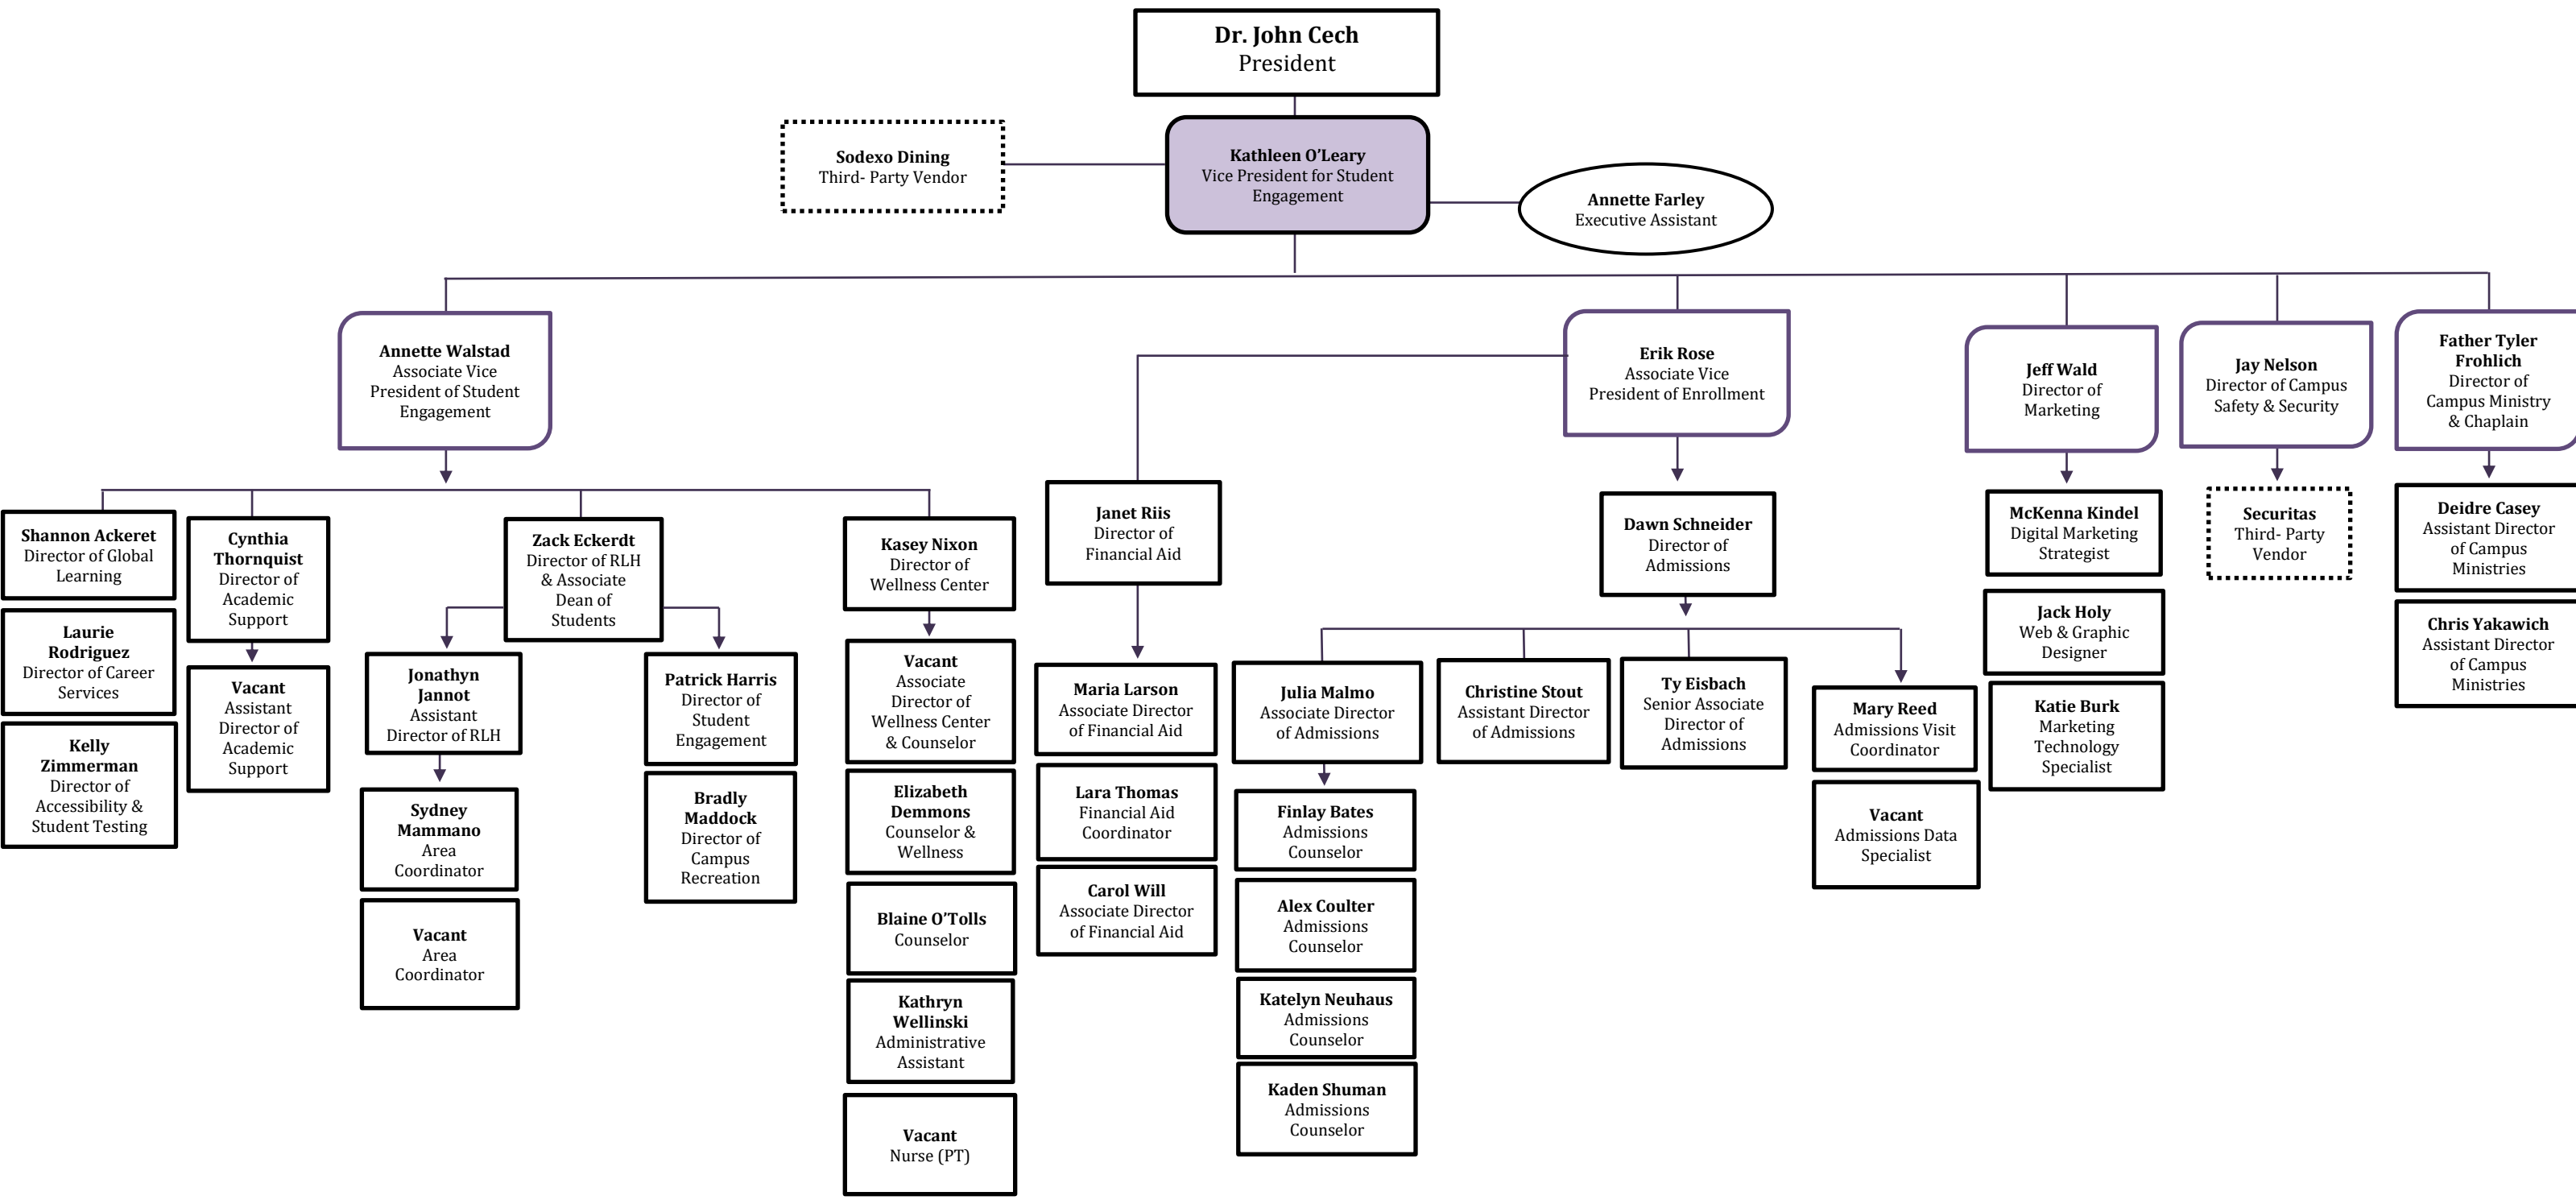 Dr. John Cech
President
Sodexo Dining
Third- Party Vendor
Kathleen O’Leary
Vice President for Student
Engagement
Annette Farley
Executive Assistant
Annette Walstad
Associate Vice
President of Student
Engagement
Erik Rose
Associate Vice
President of Enrollment
Jeff Wald
Director of
Marketing
Jay Nelson
Director of Campus
Safety & Security
Father Tyler
Frohlich
Director of
Campus Ministry
& Chaplain
Shannon Ackeret
Director of Global
Learning
Laurie
Rodriguez
Director of Career
Services
Kelly
Zimmerman
Director of
Accessibility &
Student Testing
Cynthia
Thornquist
Director of
Academic
Support
Vacant
Assistant
Director of
Academic
Support
Zack Eckerdt
Director of RLH
& Associate
Dean of
Students
Jonathyn
Jannot
Assistant
Director of RLH
Sydney
Mammano
Area
Coordinator
Vacant
Area
Coordinator
Patrick Harris
Director of
Student
Engagement
Bradly
Maddock
Director of
Campus
Recreation
Kasey Nixon
Director of
Wellness Center
Vacant
Associate
Director of
Wellness Center
& Counselor
Elizabeth
Demmons
Counselor &
Wellness
Blaine O’Tolls
Counselor
Kathryn
Wellinski
Administrative
Assistant
Vacant
Nurse (PT)
Janet Riis
Director of
Financial Aid
Maria Larson
Associate Director
of Financial Aid
Lara Thomas
Financial Aid
Coordinator
Carol Will
Associate Director
of Financial Aid
Dawn Schneider
Director of
Admissions
Julia Malmo
Associate Director
of Admissions
Finlay Bates
Admissions
Counselor
Alex Coulter
Admissions
Counselor
Katelyn Neuhaus
Admissions
Counselor
Kaden Shuman
Admissions
Counselor
Christine Stout
Assistant Director
of Admissions
Ty Eisbach
Senior Associate
Director of
Admissions
Mary Reed
Admissions Visit
Coordinator
Vacant
Admissions Data
Specialist
McKenna Kindel
Digital Marketing
Strategist
Jack Holy
Web & Graphic
Designer
Katie Burk
Marketing
Technology
Specialist
Securitas
Third- Party
Vendor
Deidre Casey
Assistant Director
of Campus
Ministries
Chris Yakawich
Assistant Director
of Campus
Ministries